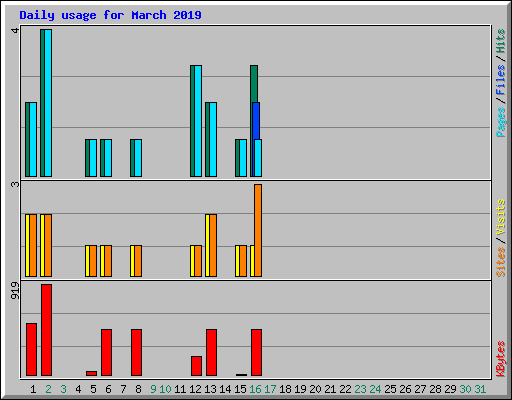 Daily usage for March 2019
4
Pages / Files / Hits
3
Sites / Visits
919
KBytes
1 2 3 4 5 6 7 8 9 10 11 12 13 14 15 16 17 18 19 20 21 22 23 24 25 26 27 28 29 30 31